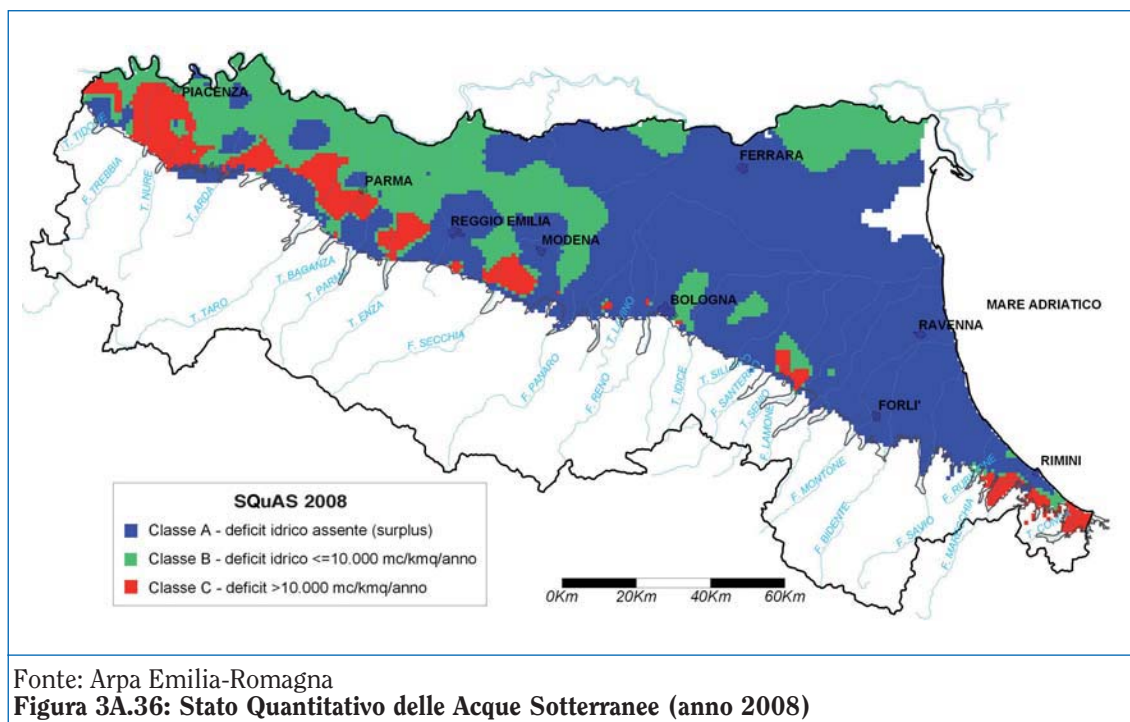 PIACENZA
T. TIDONE
F. TREBBIA
T. NURE
T. ARDA
PARMA
FERRARA
REGGIO EMILIA
MODENA
T. BAGANZA
T. PARMA
T. TARO
T. ENZA
F. SECCHIA
BOLOGNA
MARE ADRIATICO
RAVENNA
F. PANARO
F. RENO
T. LAVINO
T. IDICE
T. SILLARO
F. SANTERNO
T. SENIO
F. LAMONE
FORLI'
F. MONTONE
F. BIDENTE
F. SAVIO
F. RUBICONE
F. MARECCHIA
RIMINI
T. CONCA
SQuAS 2008
Classe A - deficit idrico assente (surplus)
Classe B - deficit idrico <=10.000 mc/kmq/anno
Classe C - deficit >10.000 mc/kmq/anno
0Km 20Km 40Km 60Km
Fonte: Arpa Emilia-Romagna
Figura 3A.36: Stato Quantitativo delle Acque Sotterranee (anno 2008)